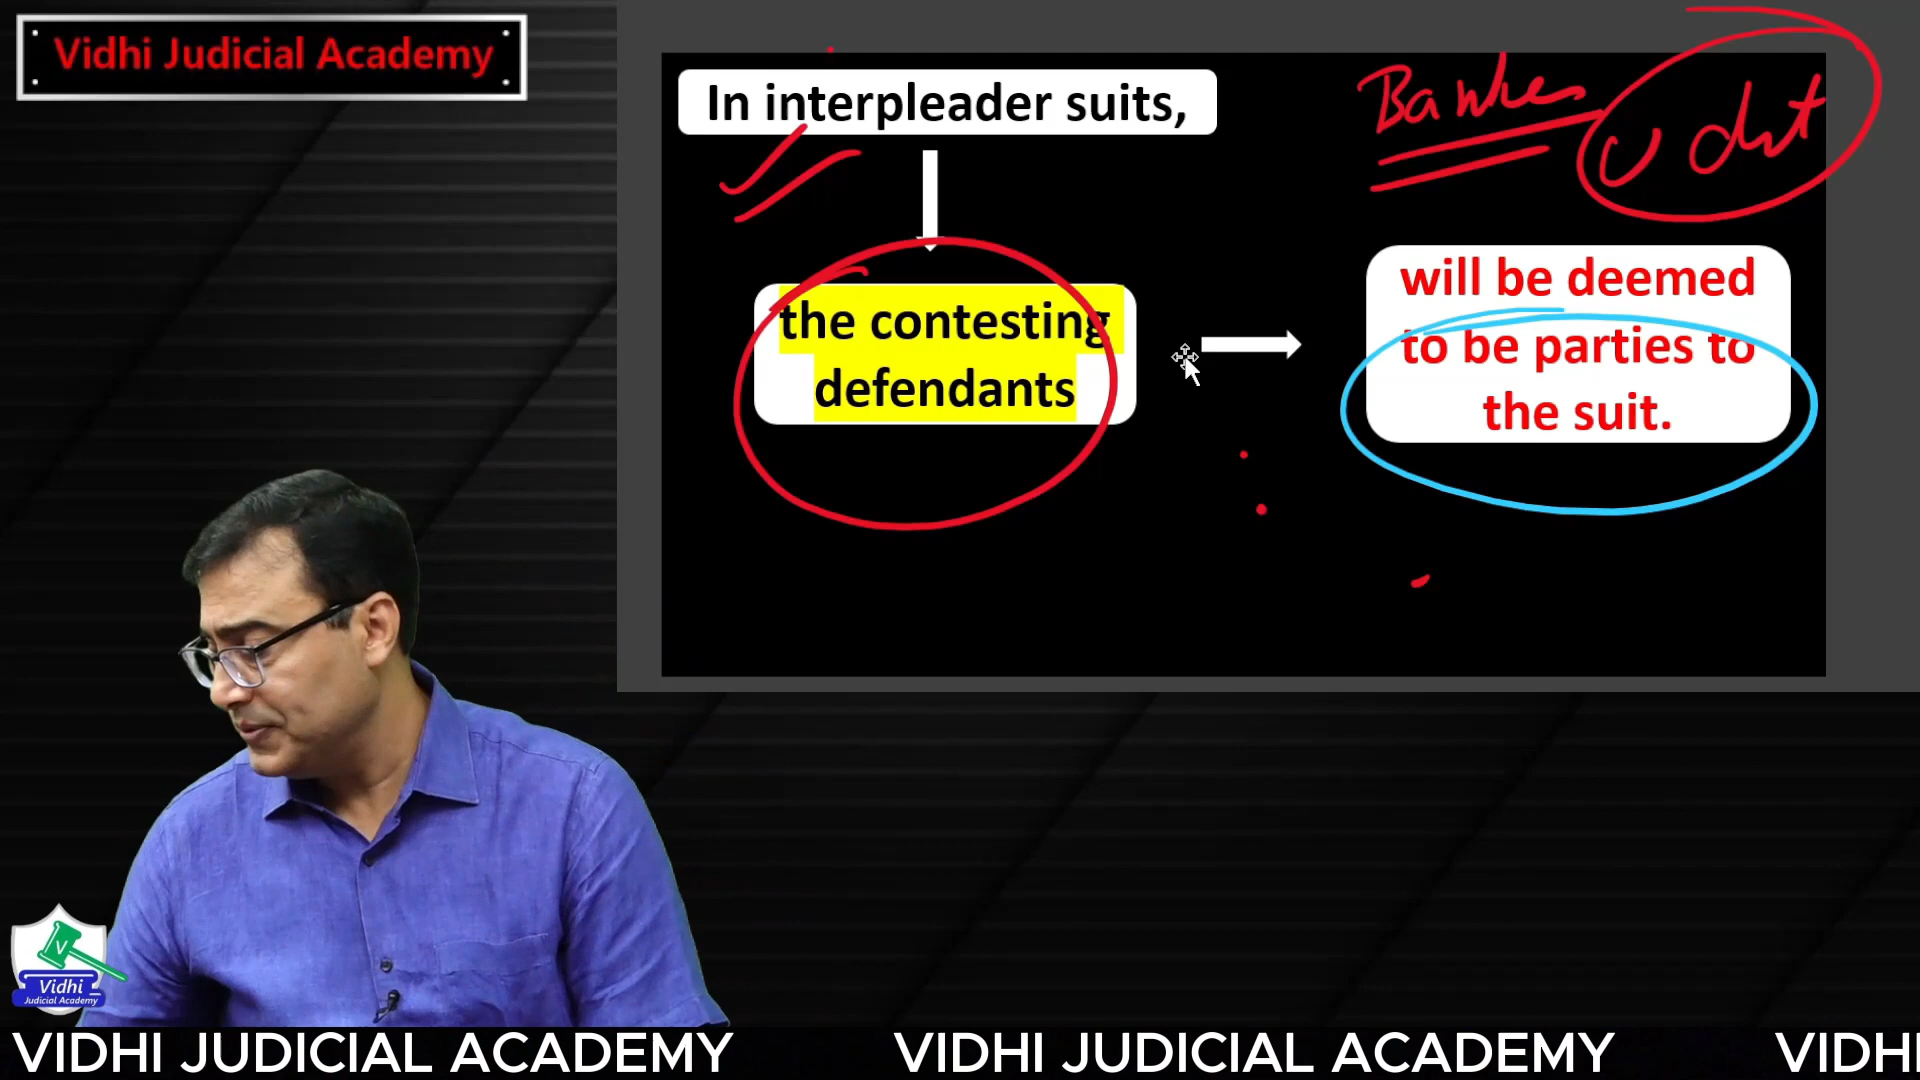 Vidhi Judicial Academy
In interpleader suits,
the contesting
defendants
will be deemed
to be parties to
the suit.
V
Vidhi
Judicial Academy
VIDHI JUDICIAL ACADEMY VIDHI JUDICIAL ACADEMY VIDH